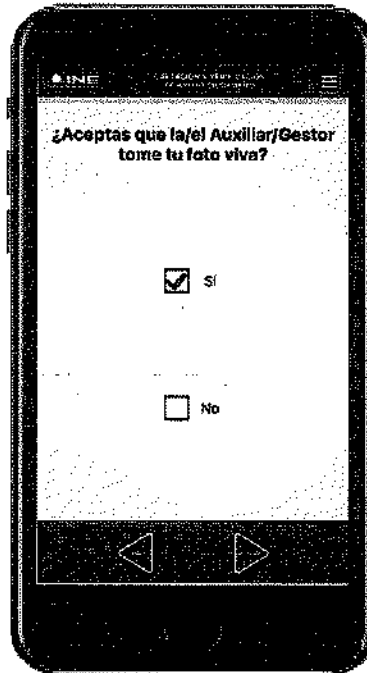 INE
¿Aceptas que la/el Auxiliar/Gestor
tome tu foto viva?
Sí
No